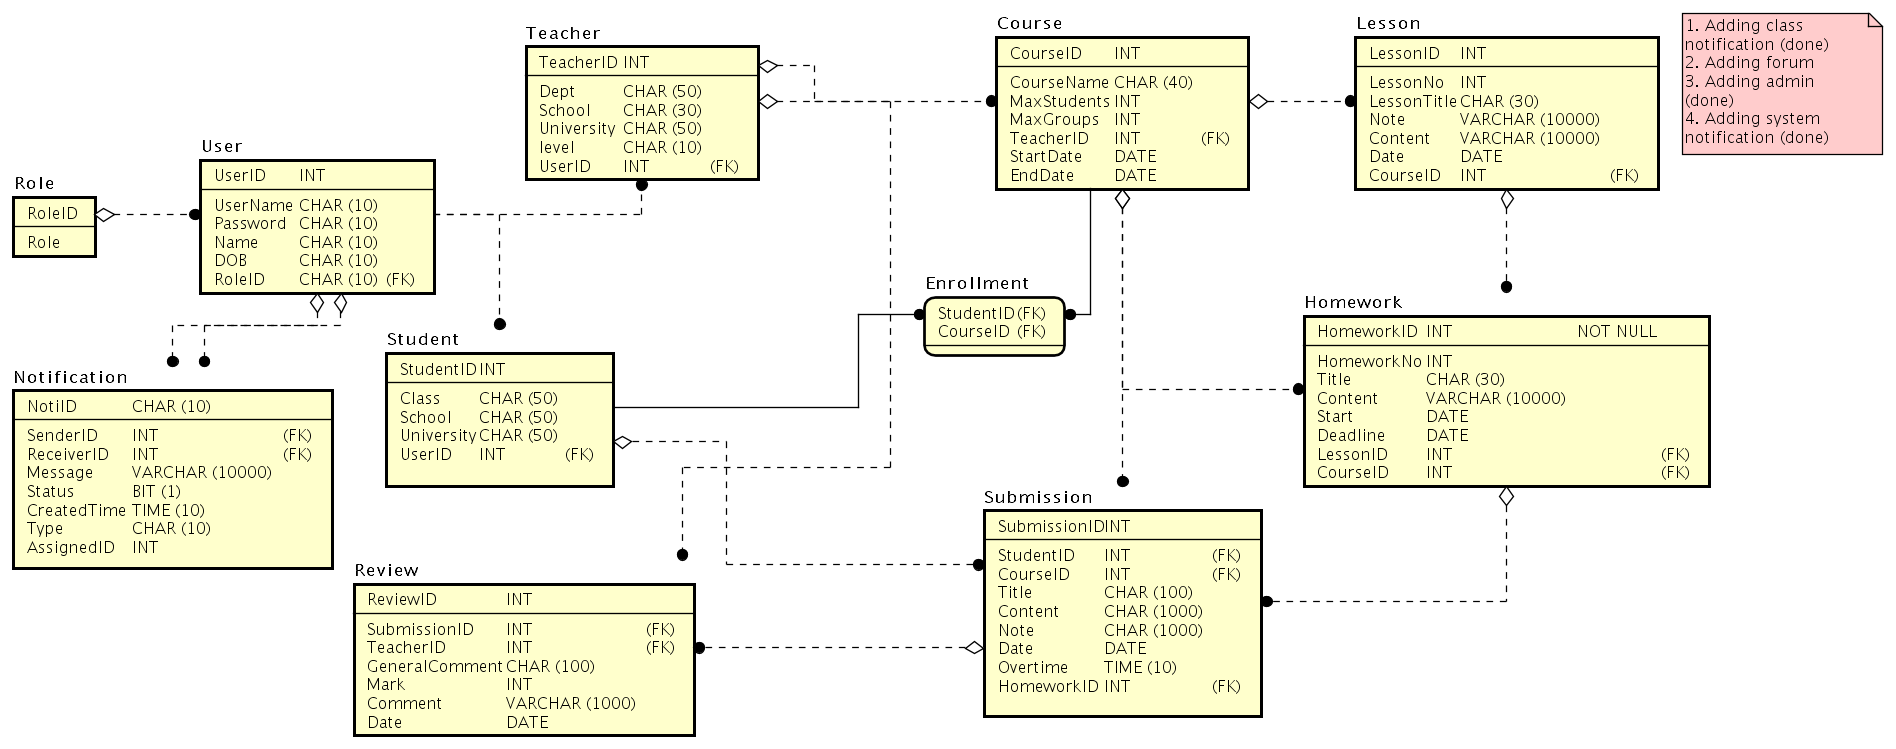 Role
RoleID
Role
User
UserID INT
UserName CHAR (10)
Password CHAR (10)
Name CHAR (10)
DOB CHAR (10)
RoleID CHAR (10) (FK)
Teacher
TeacherID INT
Dept CHAR (50)
School CHAR (30)
University CHAR (50)
level CHAR (10)
UserID INT (FK)
Course
CourseID INT
CourseName CHAR (40)
MaxStudents INT
MaxGroups INT
TeacherID INT (FK)
StartDate DATE
EndDate DATE
Lesson
LessonID INT
LessonNo INT
LessonTitle CHAR (30)
Note VARCHAR (10000)
Content VARCHAR (10000)
Date DATE
CourseID INT (FK)
1. Adding class
notification (done)
2. Adding forum
3. Adding admin
(done)
4. Adding system
notification (done)
Enrollment
StudentID (FK)
CourseID (FK)
Notification
NotiID CHAR (10)
SenderID INT (FK)
ReceiverID INT (FK)
Message VARCHAR (10000)
Status BIT (1)
CreatedTime TIME (10)
Type CHAR (10)
AssignedID INT
Student
StudentID INT
Class CHAR (50)
School CHAR (50)
University CHAR (50)
UserID INT (FK)
Homework
HomeworkID INT NOT NULL
HomeworkNo INT
Title CHAR (30)
Content VARCHAR (10000)
Start DATE
Deadline DATE
LessonID INT (FK)
CourseID INT (FK)
Review
ReviewID INT
SubmissionID INT (FK)
TeacherID INT (FK)
GeneralComment CHAR (100)
Mark INT
Comment VARCHAR (1000)
Date DATE
Submission
SubmissionID INT
StudentID INT (FK)
CourseID INT (FK)
Title CHAR (100)
Content CHAR (1000)
Note CHAR (1000)
Date DATE
Overtime TIME (10)
HomeworkID INT (FK)